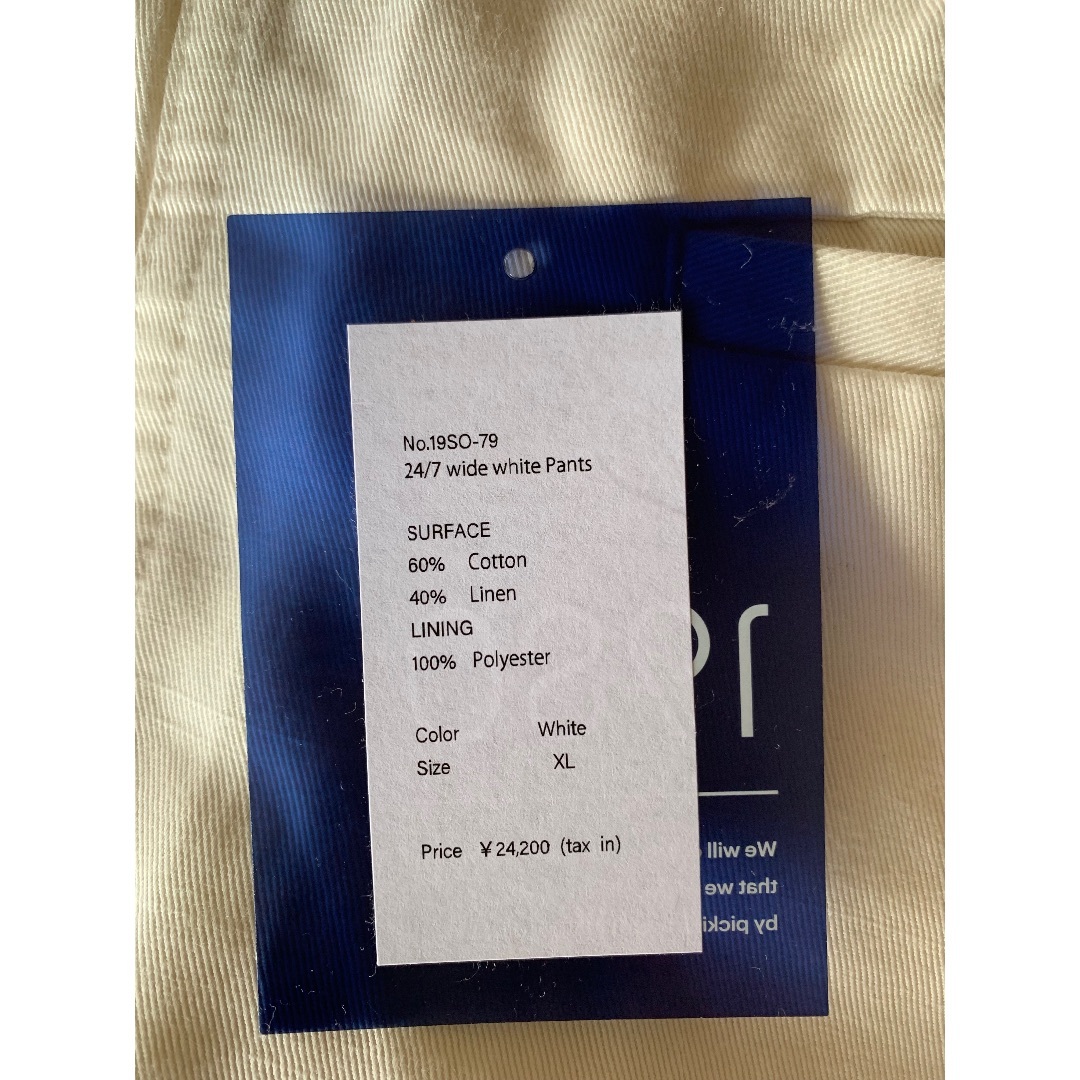 No.19SO-79
24/7 wide white Pants
SURFACE
60% Cotton
40% Linen
LINING
100% Polyester
Color White
Size XL
Price ¥24,200 (tax in)
We will
that we
by